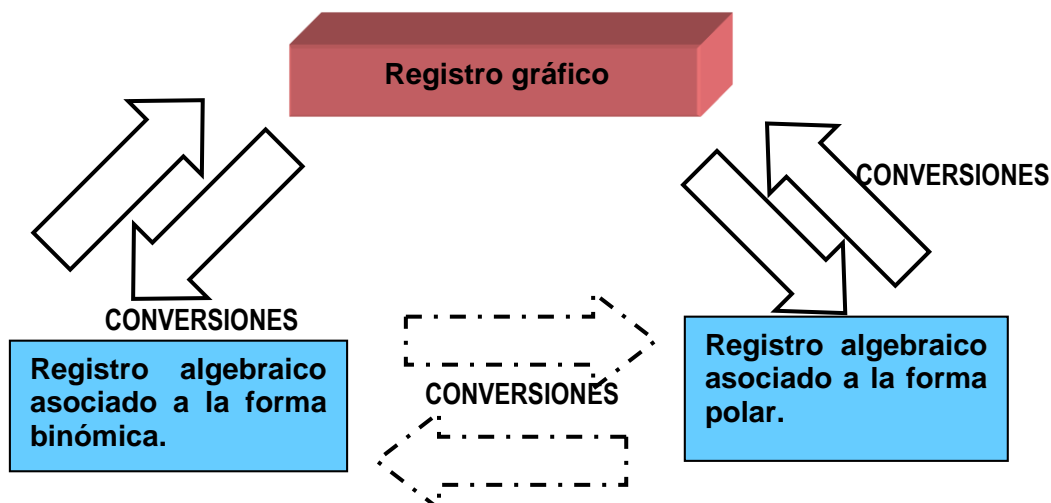 Registro gráfico
CONVERSIONES
CONVERSIONES
Registro algebraico
asociado a la forma
binómica.
CONVERSIONES
Registro algebraico
asociado a la forma
polar.